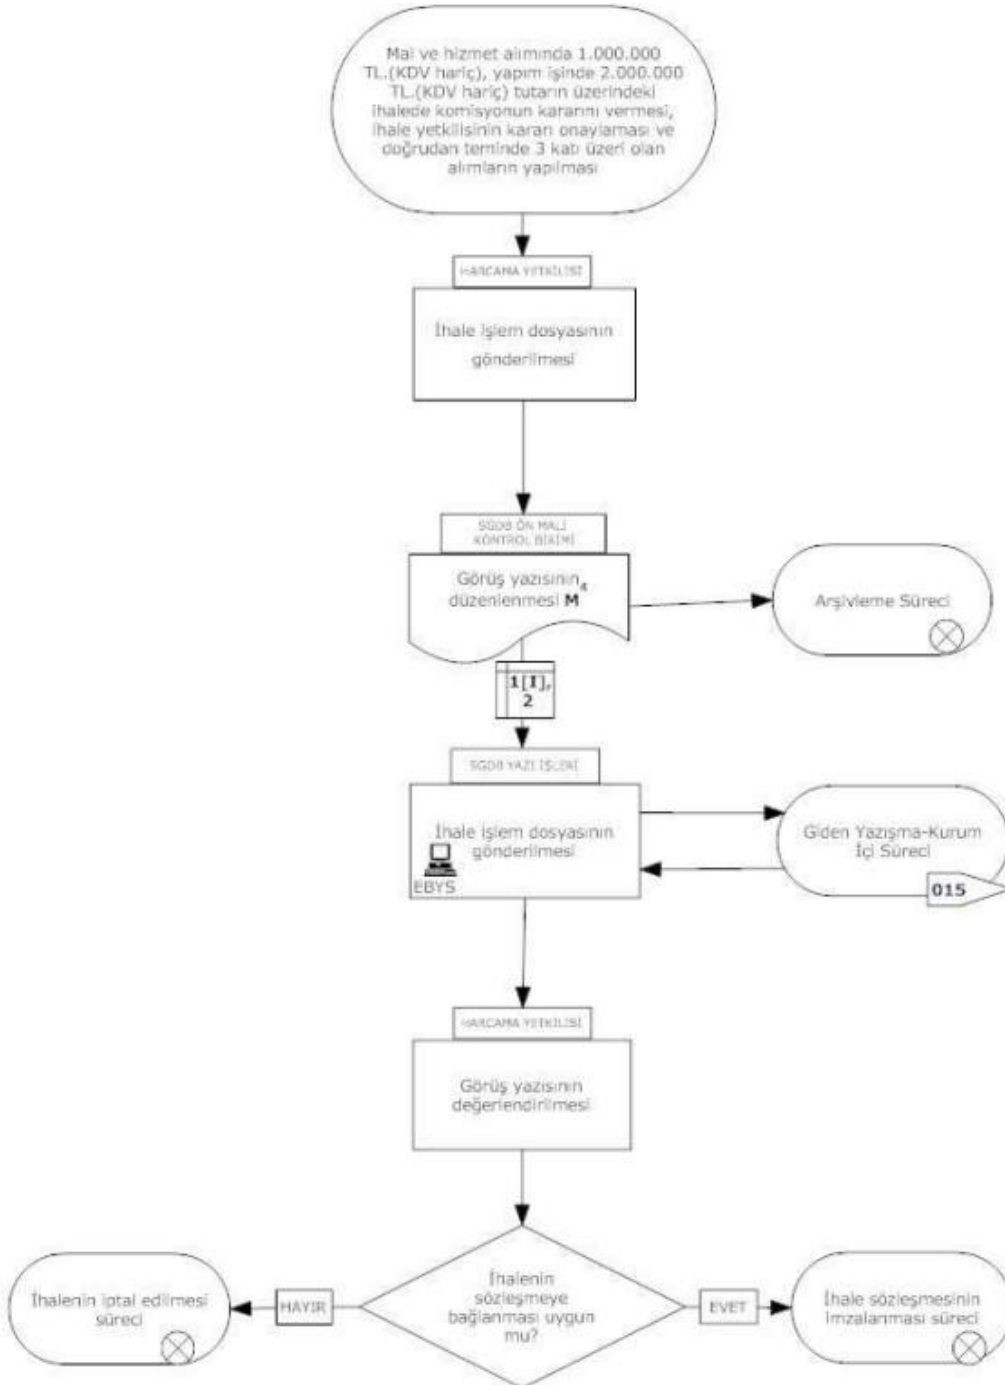 Mal ve hizmet alımında 1.000.000
TL.(KDV hariç), yapım işinde 2.000.000
TL.(KDV hariç) tutarın üzerindeki
ihalede komisyonun kararını vermesi,
ihale yetkilisinin kararı onaylaması ve
doğrudan teminde 3 katı üzeri olan
alımların yapılması
HARCAMA YETKİLİSİ
İhale işlem dosyasının
gönderilmesi
SGDB ÖN MALİ
KONTROL BİRİMİ
Görüş yazısının
düzenlenmesi M
4
Arşivleme Süreci
1[I],
2
SGDB YAZI İŞLERİ
İhale işlem dosyasının
gönderilmesi
EBYS
Giden Yazışma-Kurum
İçi Süreci
015
HARCAMA YETKİLİSİ
Görüş yazısının
değerlendirilmesi
İhalenin
sözleşmeye
bağlanması uygun
mu?
HAYIR
İhalenin iptal edilmesi
süreci
EVET
İhale sözleşmesinin
imzalanması süreci